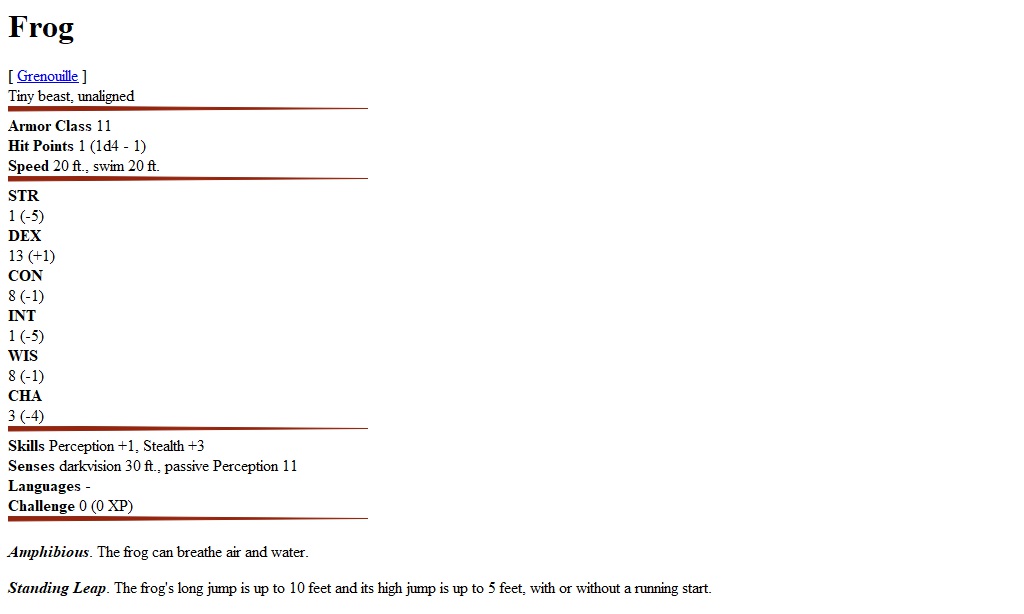 Frog
[ Grenouille ]
Tiny beast, unaligned
Armor Class 11
Hit Points 1 (1d4 - 1)
Speed 20 ft., swim 20 ft.
STR
1 (-5)
DEX
13 (+1)
CON
8 (-1)
INT
1 (-5)
WIS
8 (-1)
CHA
3 (-4)
Skills Perception +1, Stealth +3
Senses darkvision 30 ft., passive Perception 11
Languages -
Challenge 0 (0 XP)
Amphibious. The frog can breathe air and water.
Standing Leap. The frog's long jump is up to 10 feet and its high jump is up to 5 feet, with or without a running start.